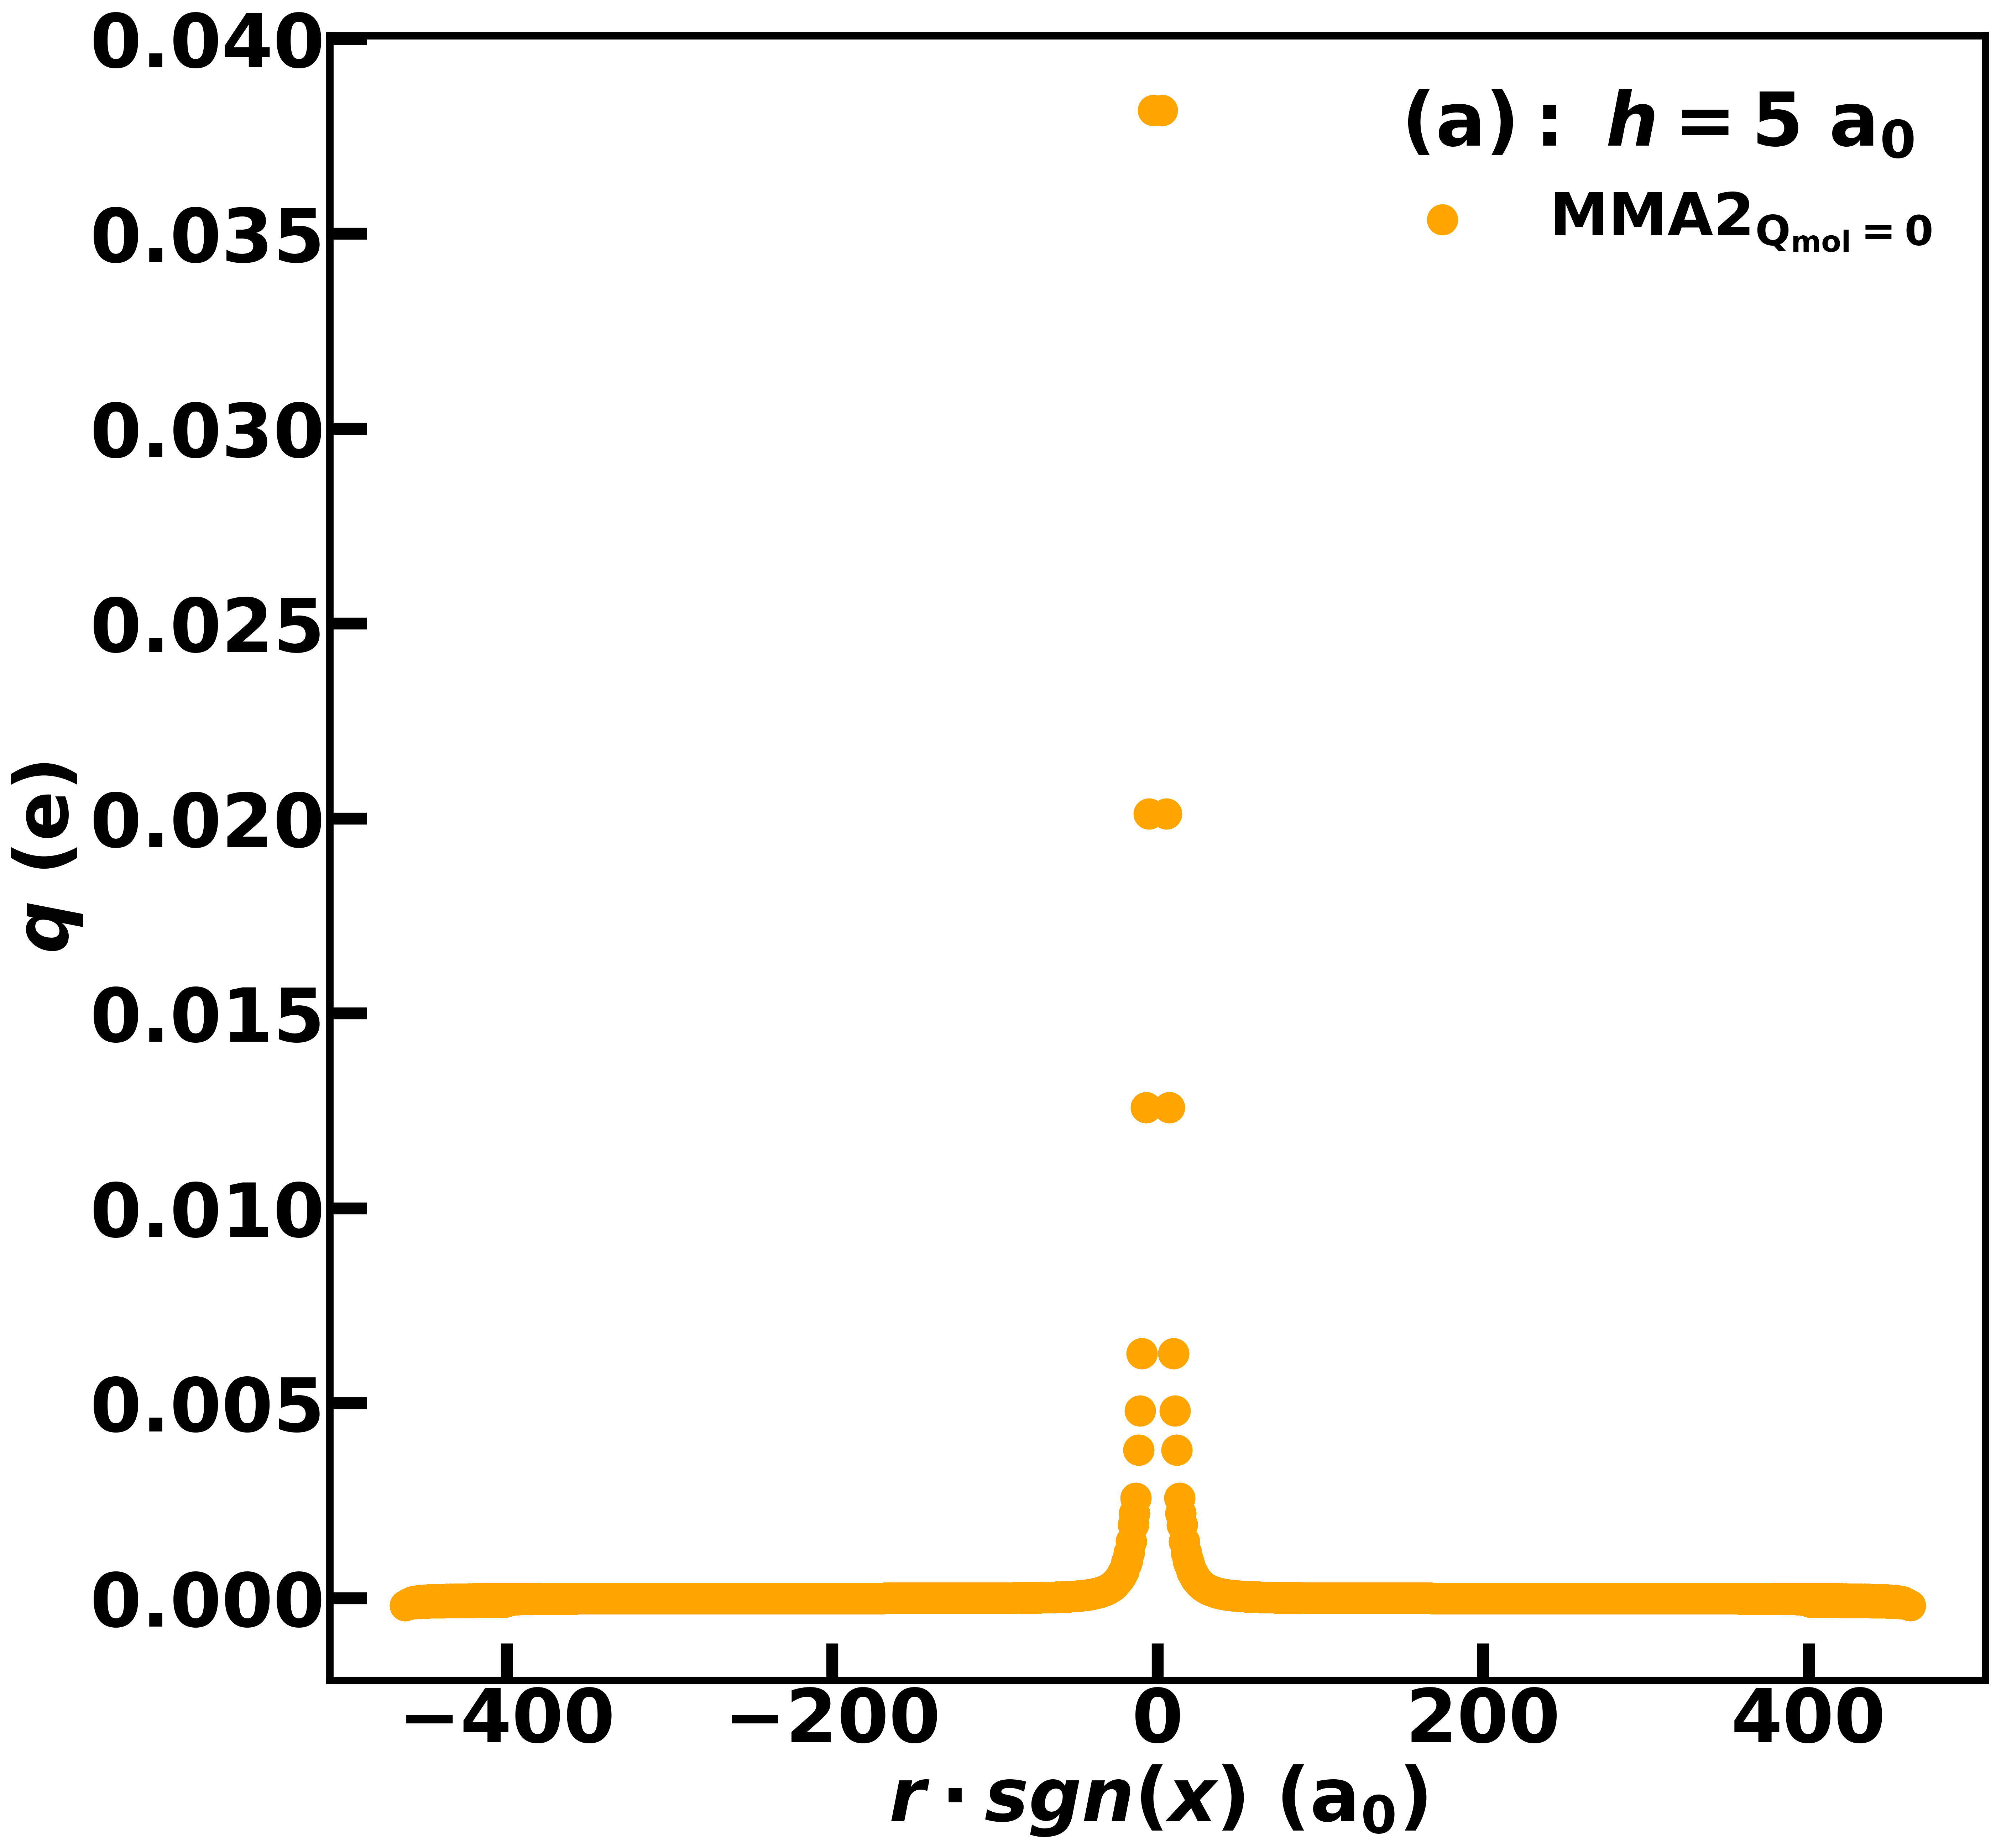 0.040
(a) : h = 5 a₀
MMA2_Qmol = 0
0.035
0.030
0.025
0.020
0.015
0.010
0.005
0.000
q (e)
−400 −200 0 200 400
r · sgn(x) (a₀)